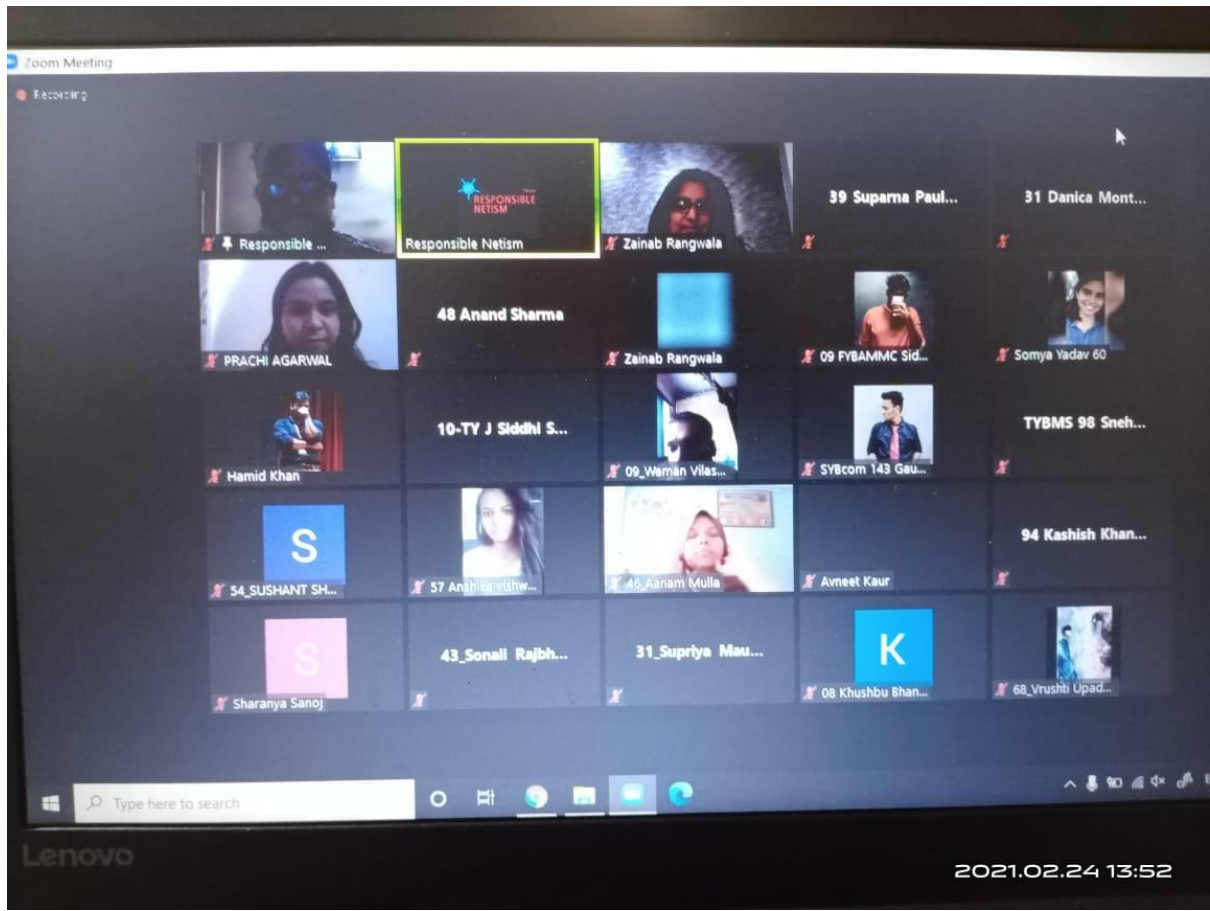 Zoom Meeting
Recording
Team
RESPONSIBLE
NETISM
39 Suparna Paul...
31 Danica Mont...
Responsible ...
Responsible Netism
Zainab Rangwala
48 Anand Sharma
PRACHI AGARWAL
Zainab Rangwala
09 FYBAMMC Sid...
Somya Yadav 60
10-TY J Siddhi S...
TYBMS 98 Sneh...
Hamid Khan
09_Waman Vilas...
SYBcom 143 Gau...
S
94 Kashish Khan...
54_SUSHANT SH...
57 Anshika vishw...
46_Aanam Mulla
Avneet Kaur
S
43_Sonali Rajbh...
31_Supriya Mau...
K
Sharanya Sanoj
08 Khushbu Bhan...
68_Vrushti Upad...
Type here to search
Lenovo
2021.02.24 13:52